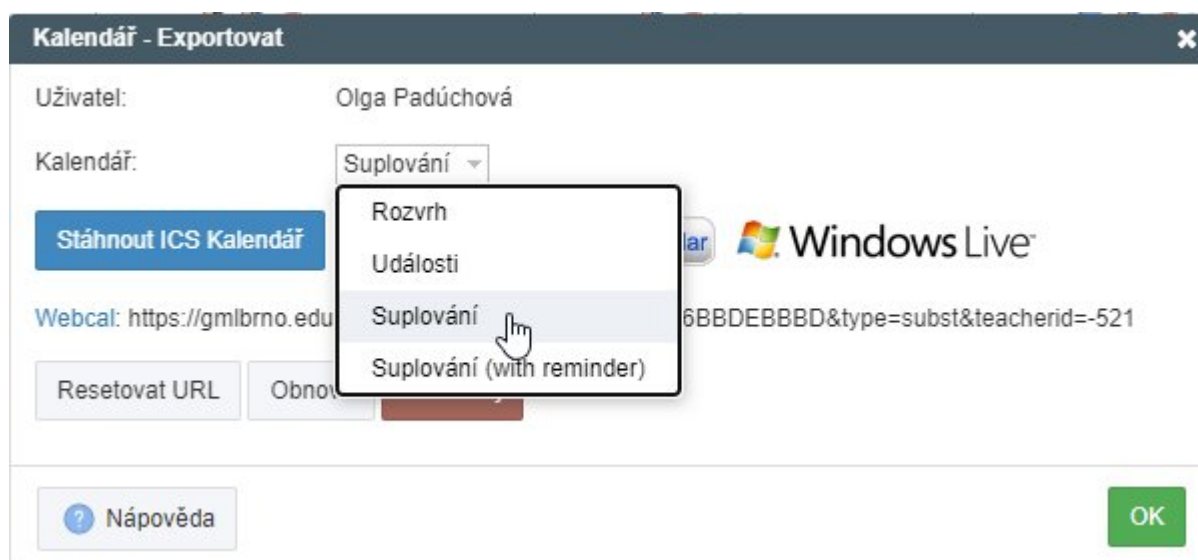 Kalendář - Exportovat
Uživatel: Olga Padúchová
Kalendář: Suplování
Rozvrh
Stáhnout ICS Kalendář lar Windows Live
Události
Suplování
Webcal: https://gmlbrno.edu 6BBDEBBBD&type=subst&teacherid=-521
Suplování (with reminder)
Resetovat URL Obnov
Nápověda OK